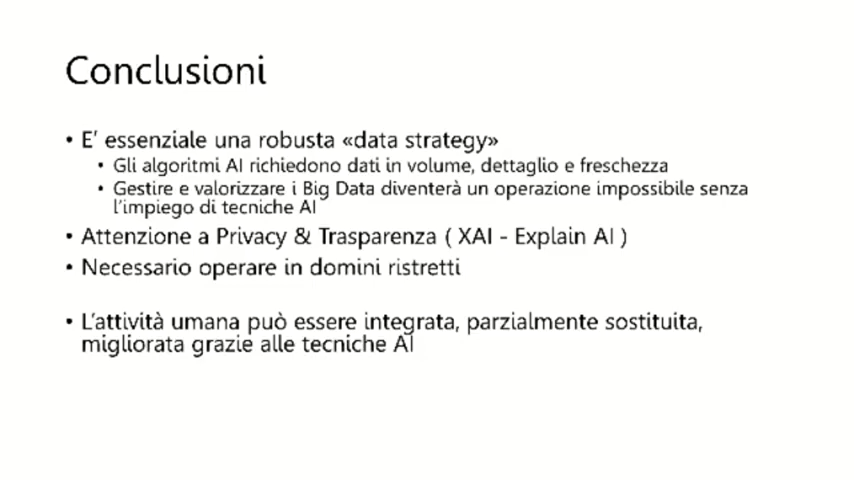 Conclusioni
• E' essenziale una robusta «data strategy»
• Gli algoritmi AI richiedono dati in volume, dettaglio e freschezza
• Gestire e valorizzare i Big Data diventerà un operazione impossibile senza
l'impiego di tecniche AI
• Attenzione a Privacy & Trasparenza ( XAI - Explain AI )
• Necessario operare in domini ristretti
• L'attività umana può essere integrata, parzialmente sostituita,
migliorata grazie alle tecniche AI